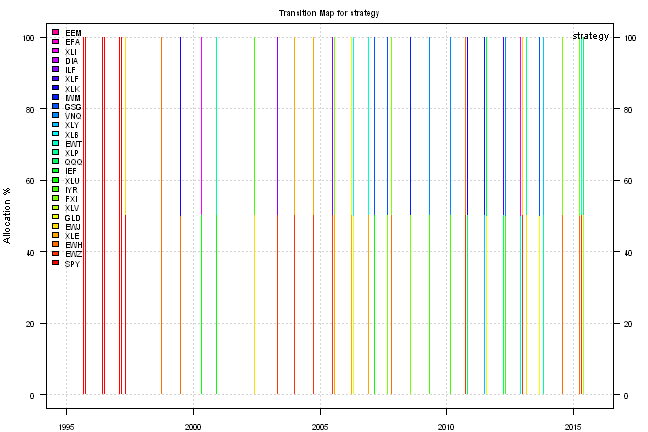 Transition Map for strategy
strategy
Allocation %
100
80
60
40
20
0
100
80
60
40
20
0
EEM
EFA
XLI
DIA
ILF
XLF
XLK
IWM
GSG
VNQ
XLY
XLB
EWT
XLP
QQQ
IEF
XLU
IYR
FXI
XLV
GLD
EWJ
XLE
EWH
EWZ
SPY
1995
2000
2005
2010
2015